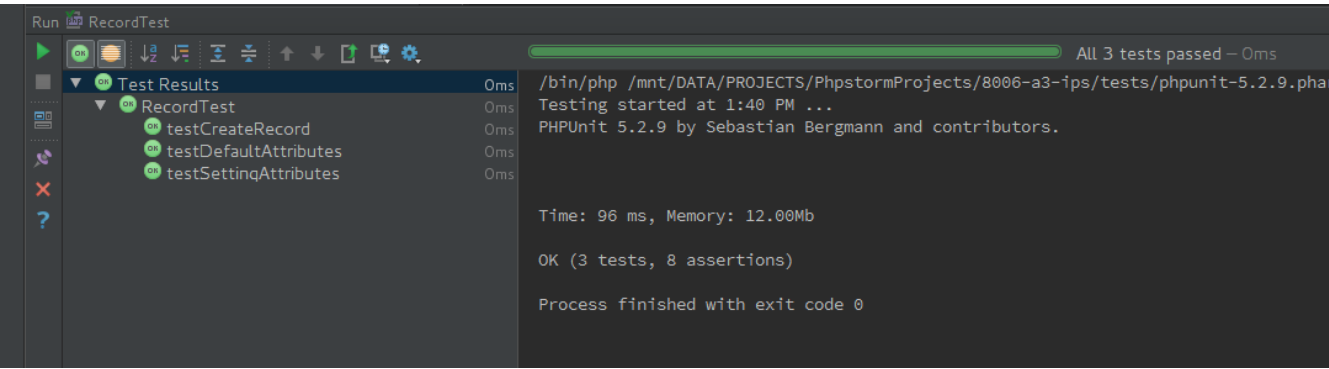 Run RecordTest
All 3 tests passed – 0ms
Test Results 0ms
RecordTest 0ms
testCreateRecord 0ms
testDefaultAttributes 0ms
testSettingAttributes 0ms
/bin/php /mnt/DATA/PROJECTS/PhpstormProjects/8006-a3-ips/tests/phpunit-5.2.9.phar
Testing started at 1:40 PM ...
PHPUnit 5.2.9 by Sebastian Bergmann and contributors.
Time: 96 ms, Memory: 12.00Mb
OK (3 tests, 8 assertions)
Process finished with exit code 0